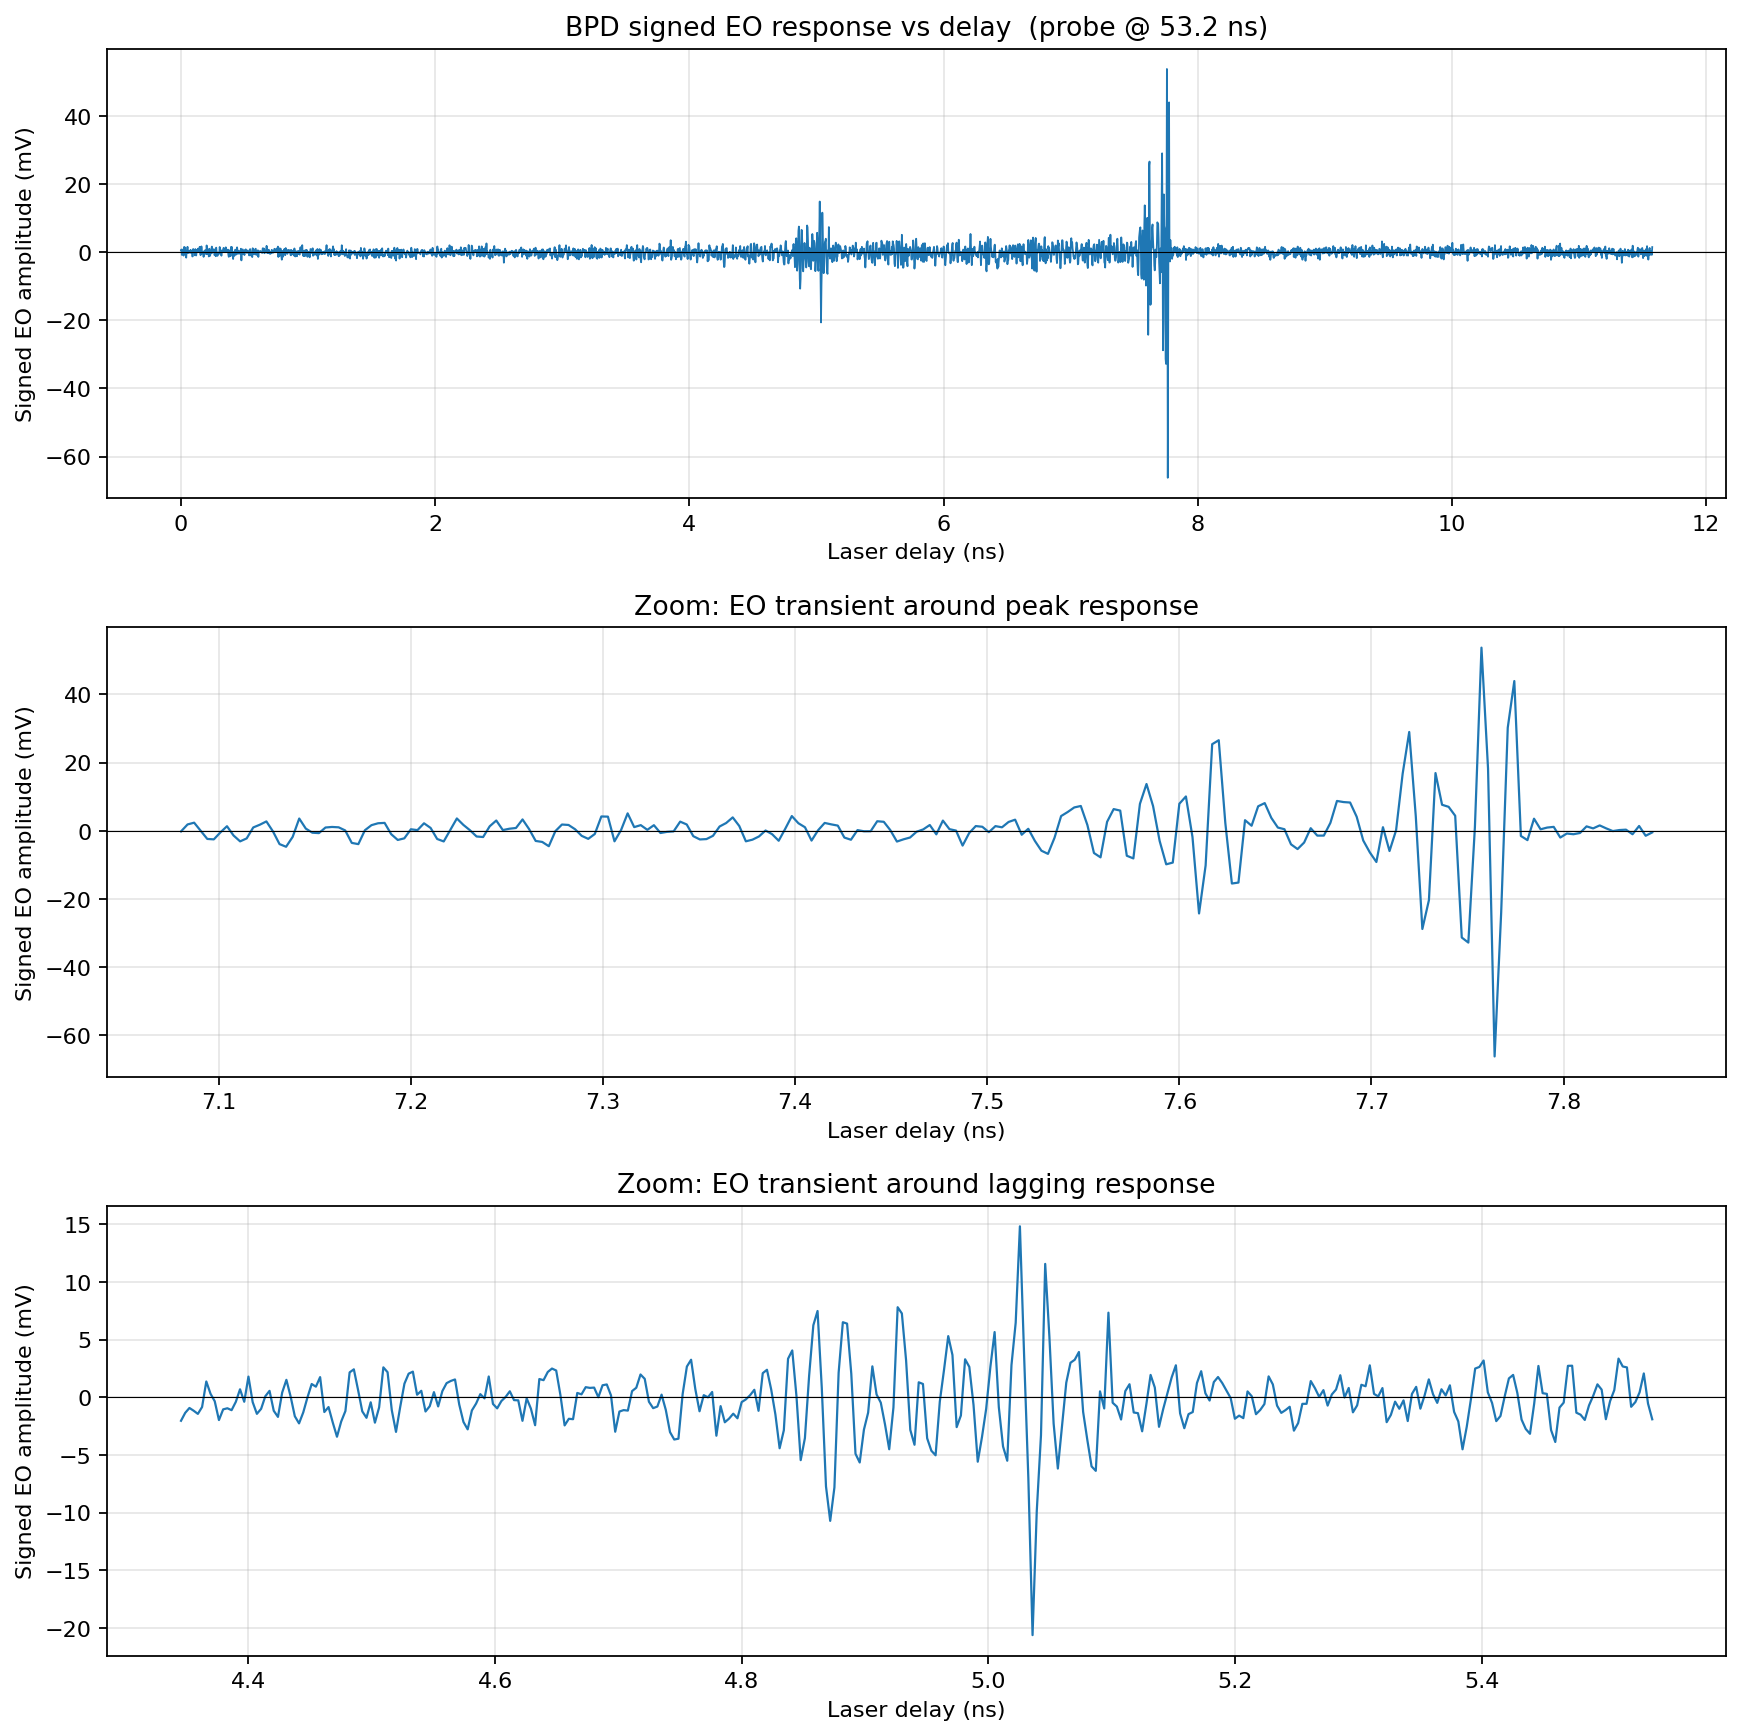 BPD signed EO response vs delay  (probe @ 53.2 ns)
Signed EO amplitude (mV)
40
20
0
−20
−40
−60
0 2 4 6 8 10 12
Laser delay (ns)
Zoom: EO transient around peak response
Signed EO amplitude (mV)
40
20
0
−20
−40
−60
7.1 7.2 7.3 7.4 7.5 7.6 7.7 7.8
Laser delay (ns)
Zoom: EO transient around lagging response
Signed EO amplitude (mV)
15
10
5
0
−5
−10
−15
−20
4.4 4.6 4.8 5.0 5.2 5.4
Laser delay (ns)